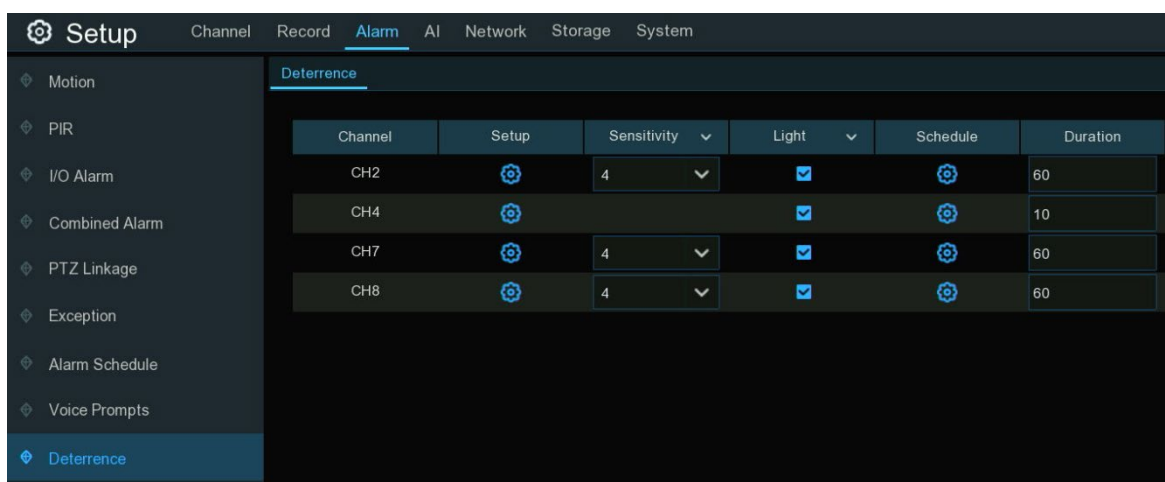 Setup Channel Record Alarm AI Network Storage System
Motion
PIR
I/O Alarm
Combined Alarm
PTZ Linkage
Exception
Alarm Schedule
Voice Prompts
Deterrence
Deterrence
Channel Setup Sensitivity Light Schedule Duration
CH2 4 60
CH4 10
CH7 4 60
CH8 4 60